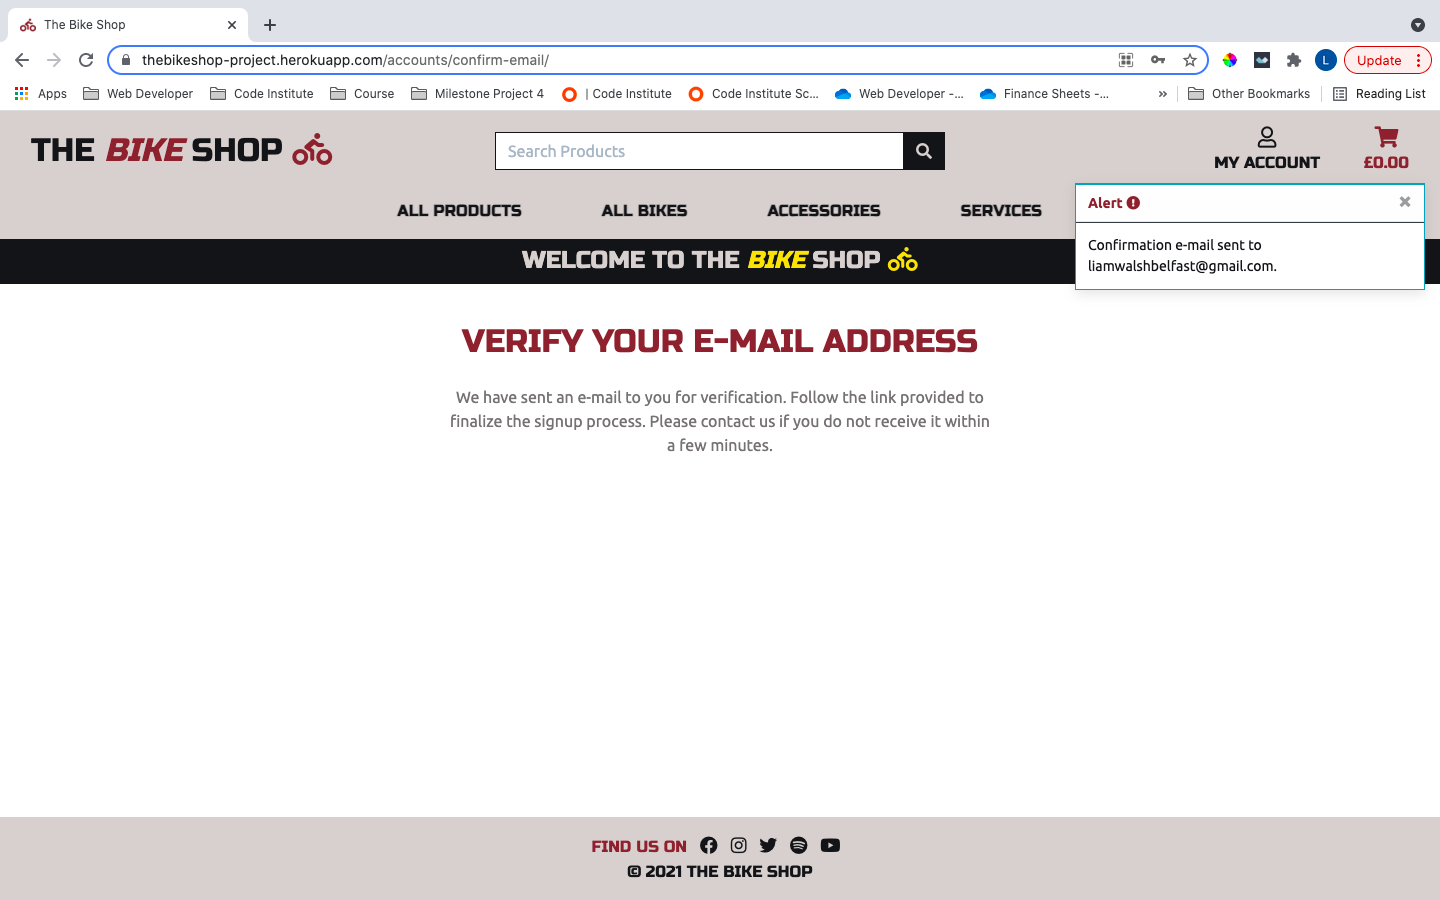 The Bike Shop
thebikeshop-project.herokuapp.com/accounts/confirm-email/
L
Update
Apps
Web Developer
Code Institute
Course
Milestone Project 4
| Code Institute
Code Institute Sc...
Web Developer -...
Finance Sheets -...
»
Other Bookmarks
Reading List
THE BIKE SHOP
Search Products
MY ACCOUNT
£0.00
ALL PRODUCTS
ALL BIKES
ACCESSORIES
SERVICES
Alert
Confirmation e-mail sent to
liamwalshbelfast@gmail.com.
WELCOME TO THE BIKE SHOP
VERIFY YOUR E-MAIL ADDRESS
We have sent an e-mail to you for verification. Follow the link provided to
finalize the signup process. Please contact us if you do not receive it within
a few minutes.
FIND US ON
© 2021 THE BIKE SHOP